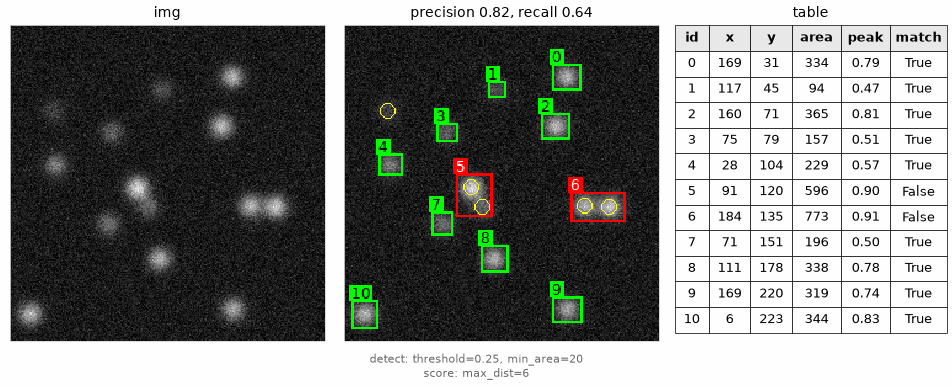 img
precision 0.82, recall 0.64
table
0
1
2
3
4
5
6
7
8
9
10
id x y area peak match
0 169 31 334 0.79 True
1 117 45 94 0.47 True
2 160 71 365 0.81 True
3 75 79 157 0.51 True
4 28 104 229 0.57 True
5 91 120 596 0.90 False
6 184 135 773 0.91 False
7 71 151 196 0.50 True
8 111 178 338 0.78 True
9 169 220 319 0.74 True
10 6 223 344 0.83 True
detect: threshold=0.25, min_area=20
score: max_dist=6